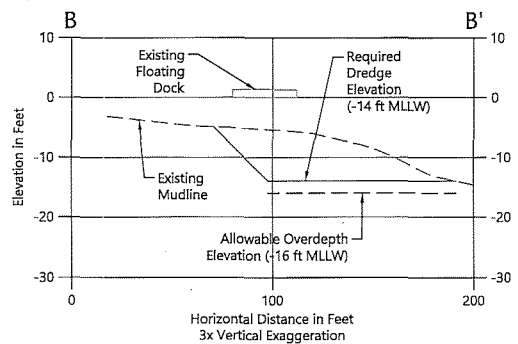 B
B'
10
10
Existing
Floating
Dock
Required
Dredge
Elevation
(-14 ft MLLW)
0
0
Elevation in Feet
-10
-10
Existing
Mudline
-20
-20
Allowable Overdepth
Elevation (-16 ft MLLW)
-30
-30
0
100
200
Horizontal Distance in Feet
3x Vertical Exaggeration